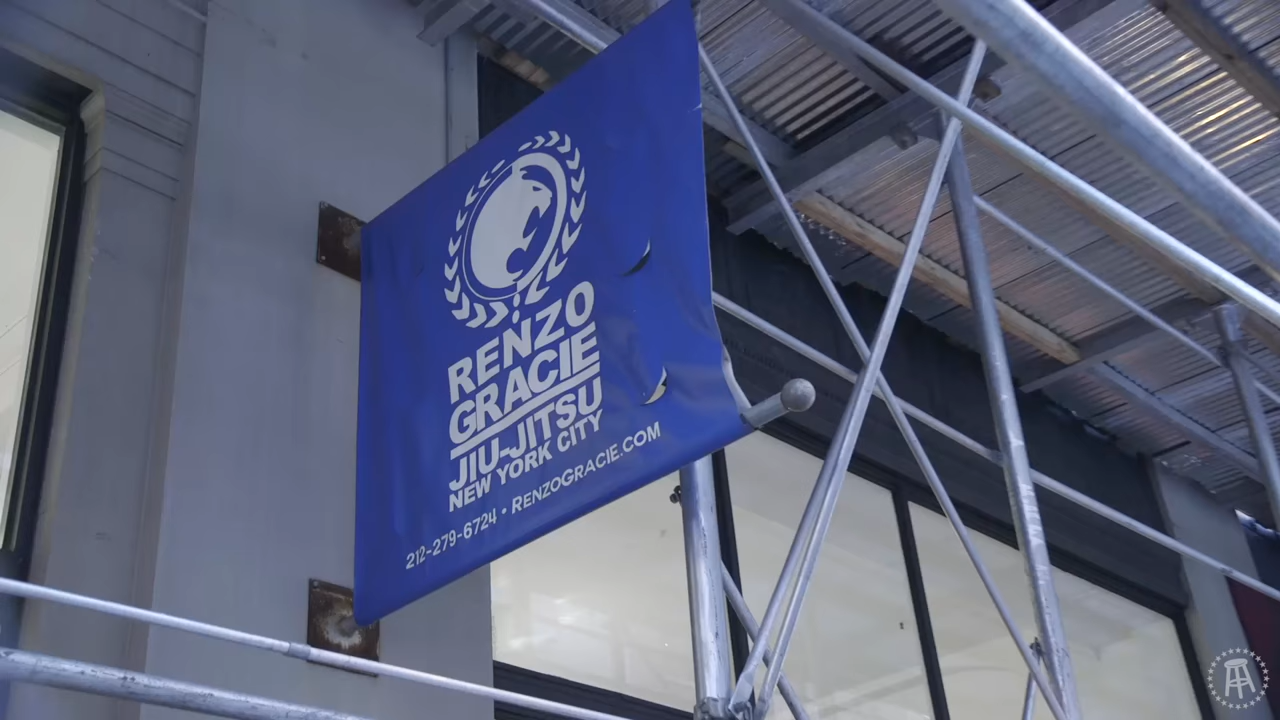 RENZO
GRACIE
JIU-JITSU
NEW YORK CITY
212-279-6724 • RENZOGRACIE.COM